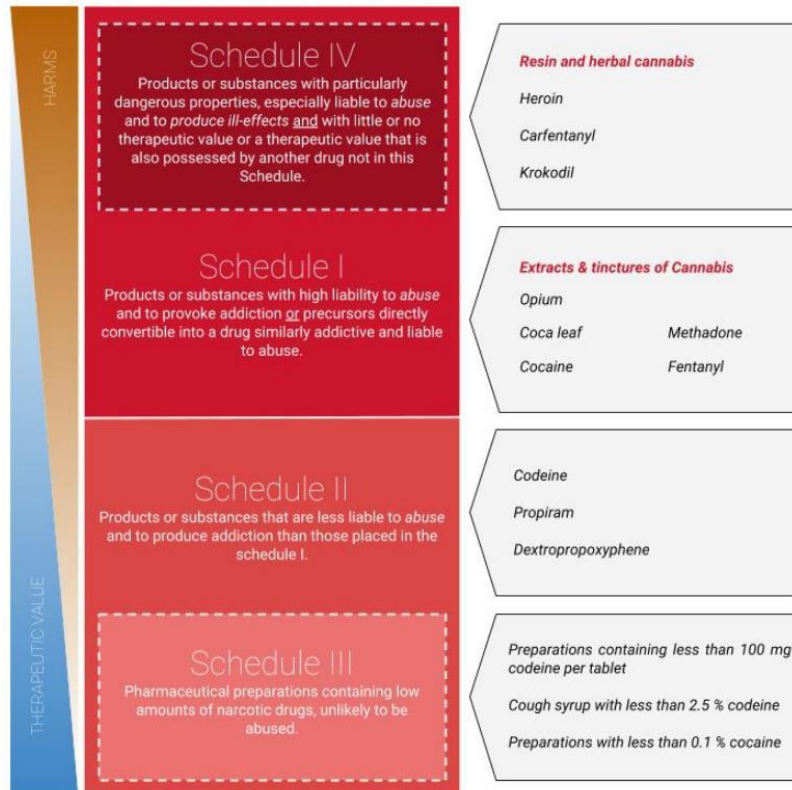 HARMS
Schedule IV
Products or substances with particularly
dangerous properties, especially liable to abuse
and to produce ill-effects and with little or no
therapeutic value or a therapeutic value that is
also possessed by another drug not in this
Schedule.
Resin and herbal cannabis
Heroin
Carfentanyl
Krokodil
Schedule I
Products or substances with high liability to abuse
and to provoke addiction or precursors directly
convertible into a drug similarly addictive and liable
to abuse.
Extracts & tinctures of Cannabis
Opium
Coca leaf Methadone
Cocaine Fentanyl
Schedule II
Products or substances that are less liable to abuse
and to produce addiction than those placed in the
schedule I.
Codeine
Propiram
Dextropropoxyphene
THERAPEUTIC VALUE
Schedule III
Pharmaceutical preparations containing low
amounts of narcotic drugs, unlikely to be
abused.
Preparations containing less than 100 mg
codeine per tablet
Cough syrup with less than 2.5 % codeine
Preparations with less than 0.1 % cocaine